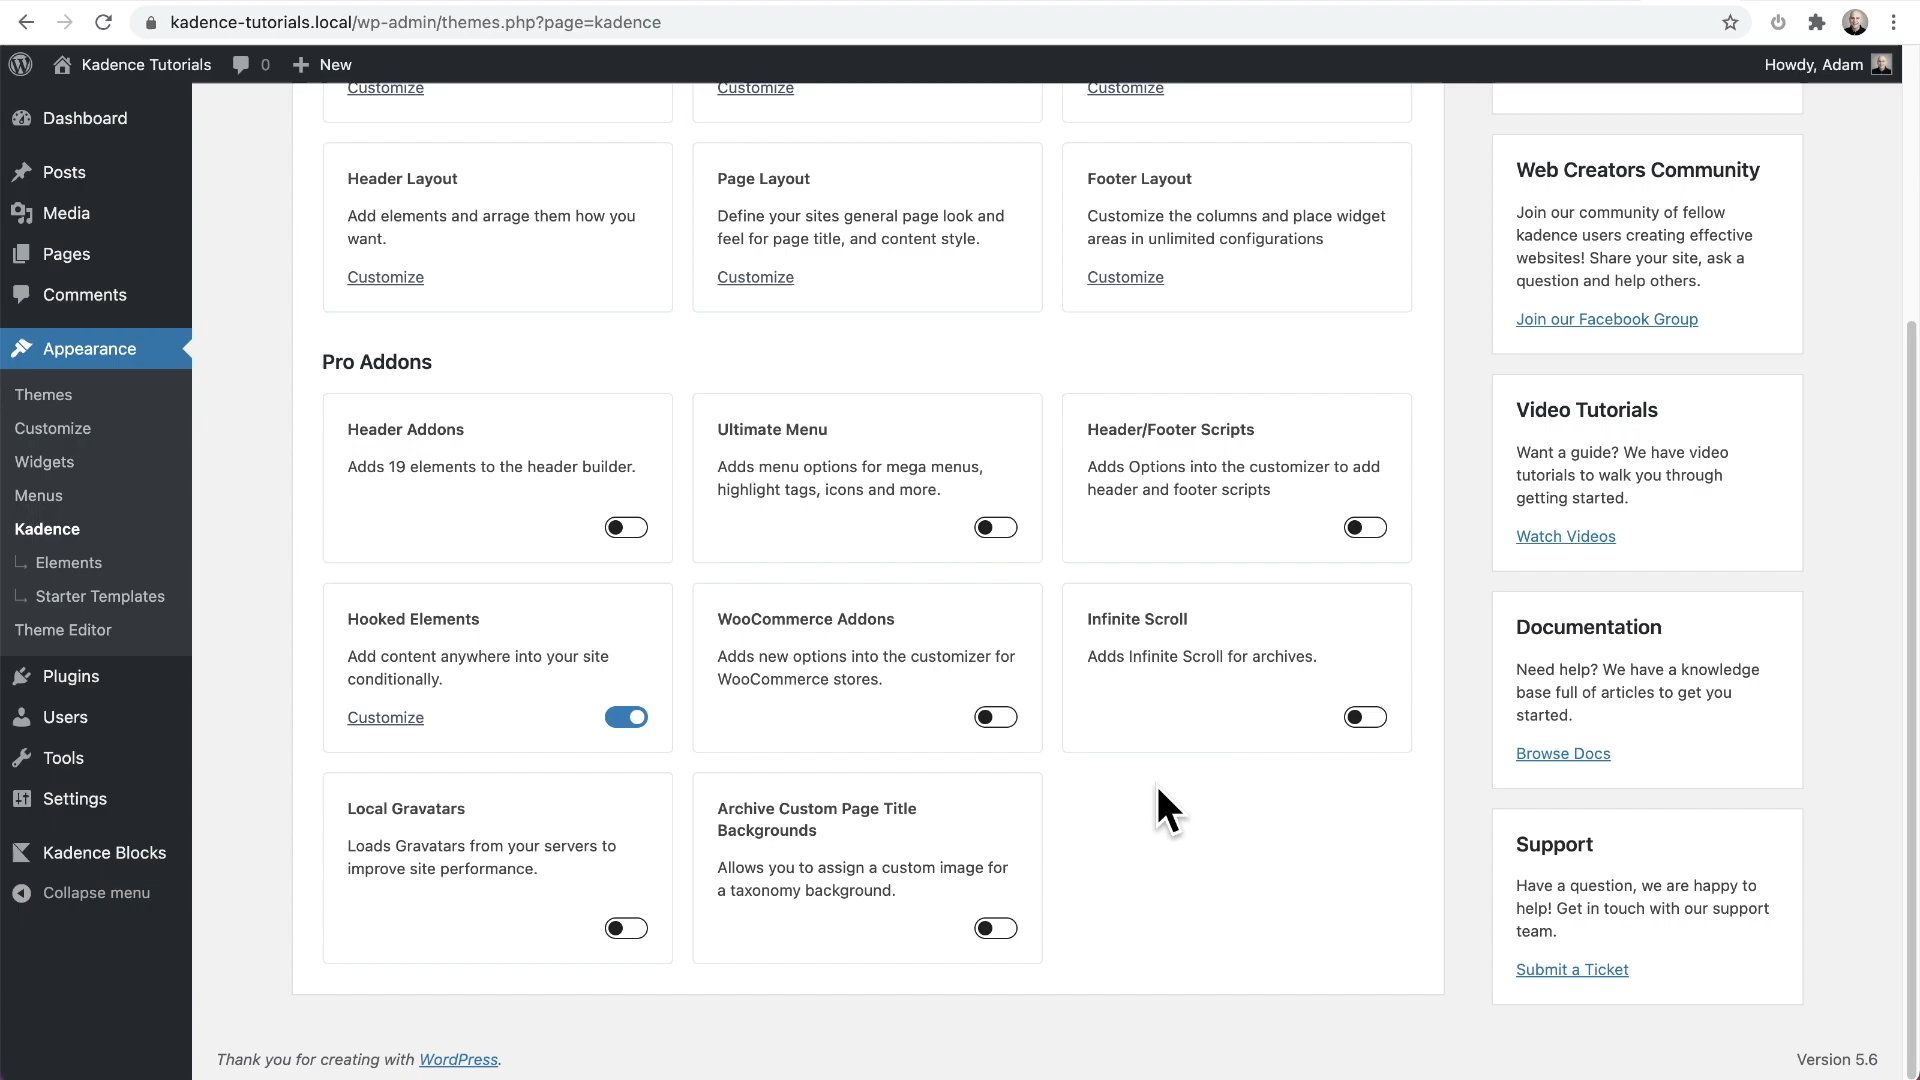 kadence-tutorials.local/wp-admin/themes.php?page=kadence
Kadence Tutorials
0
New
Howdy, Adam
Dashboard
Posts
Media
Pages
Comments
Appearance
Themes
Customize
Widgets
Menus
Kadence
Elements
Starter Templates
Theme Editor
Plugins
Users
Tools
Settings
Kadence Blocks
Collapse menu
Customize
Customize
Customize
Header Layout
Add elements and arrage them how you
want.
Customize
Page Layout
Define your sites general page look and
feel for page title, and content style.
Customize
Footer Layout
Customize the columns and place widget
areas in unlimited configurations
Customize
Pro Addons
Header Addons
Adds 19 elements to the header builder.
Ultimate Menu
Adds menu options for mega menus,
highlight tags, icons and more.
Header/Footer Scripts
Adds Options into the customizer to add
header and footer scripts
Hooked Elements
Add content anywhere into your site
conditionally.
Customize
WooCommerce Addons
Adds new options into the customizer for
WooCommerce stores.
Infinite Scroll
Adds Infinite Scroll for archives.
Local Gravatars
Loads Gravatars from your servers to
improve site performance.
Archive Custom Page Title
Backgrounds
Allows you to assign a custom image for
a taxonomy background.
Web Creators Community
Join our community of fellow
kadence users creating effective
websites! Share your site, ask a
question and help others.
Join our Facebook Group
Video Tutorials
Want a guide? We have video
tutorials to walk you through
getting started.
Watch Videos
Documentation
Need help? We have a knowledge
base full of articles to get you
started.
Browse Docs
Support
Have a question, we are happy to
help! Get in touch with our support
team.
Submit a Ticket
Thank you for creating with WordPress.
Version 5.6